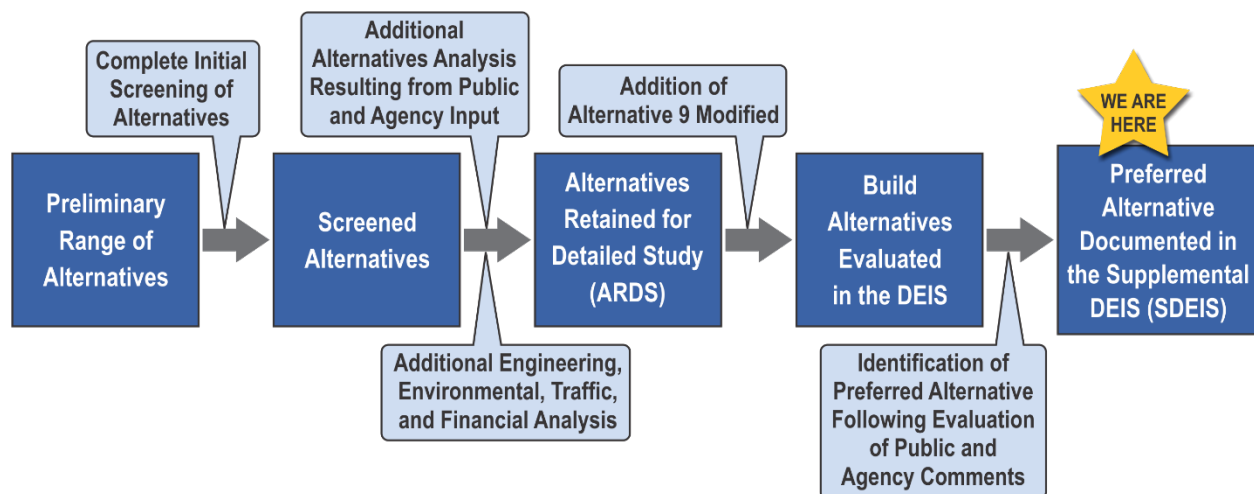 Complete Initial
Screening of
Alternatives
Additional
Alternatives Analysis
Resulting from Public
and Agency Input
Addition of
Alternative 9 Modified
WE ARE
HERE
Preliminary
Range of
Alternatives
Screened
Alternatives
Alternatives
Retained for
Detailed Study
(ARDS)
Build
Alternatives
Evaluated
in the DEIS
Preferred
Alternative
Documented in
the Supplemental
DEIS (SDEIS)
Additional Engineering,
Environmental, Traffic,
and Financial Analysis
Identification of
Preferred Alternative
Following Evaluation
of Public and
Agency Comments